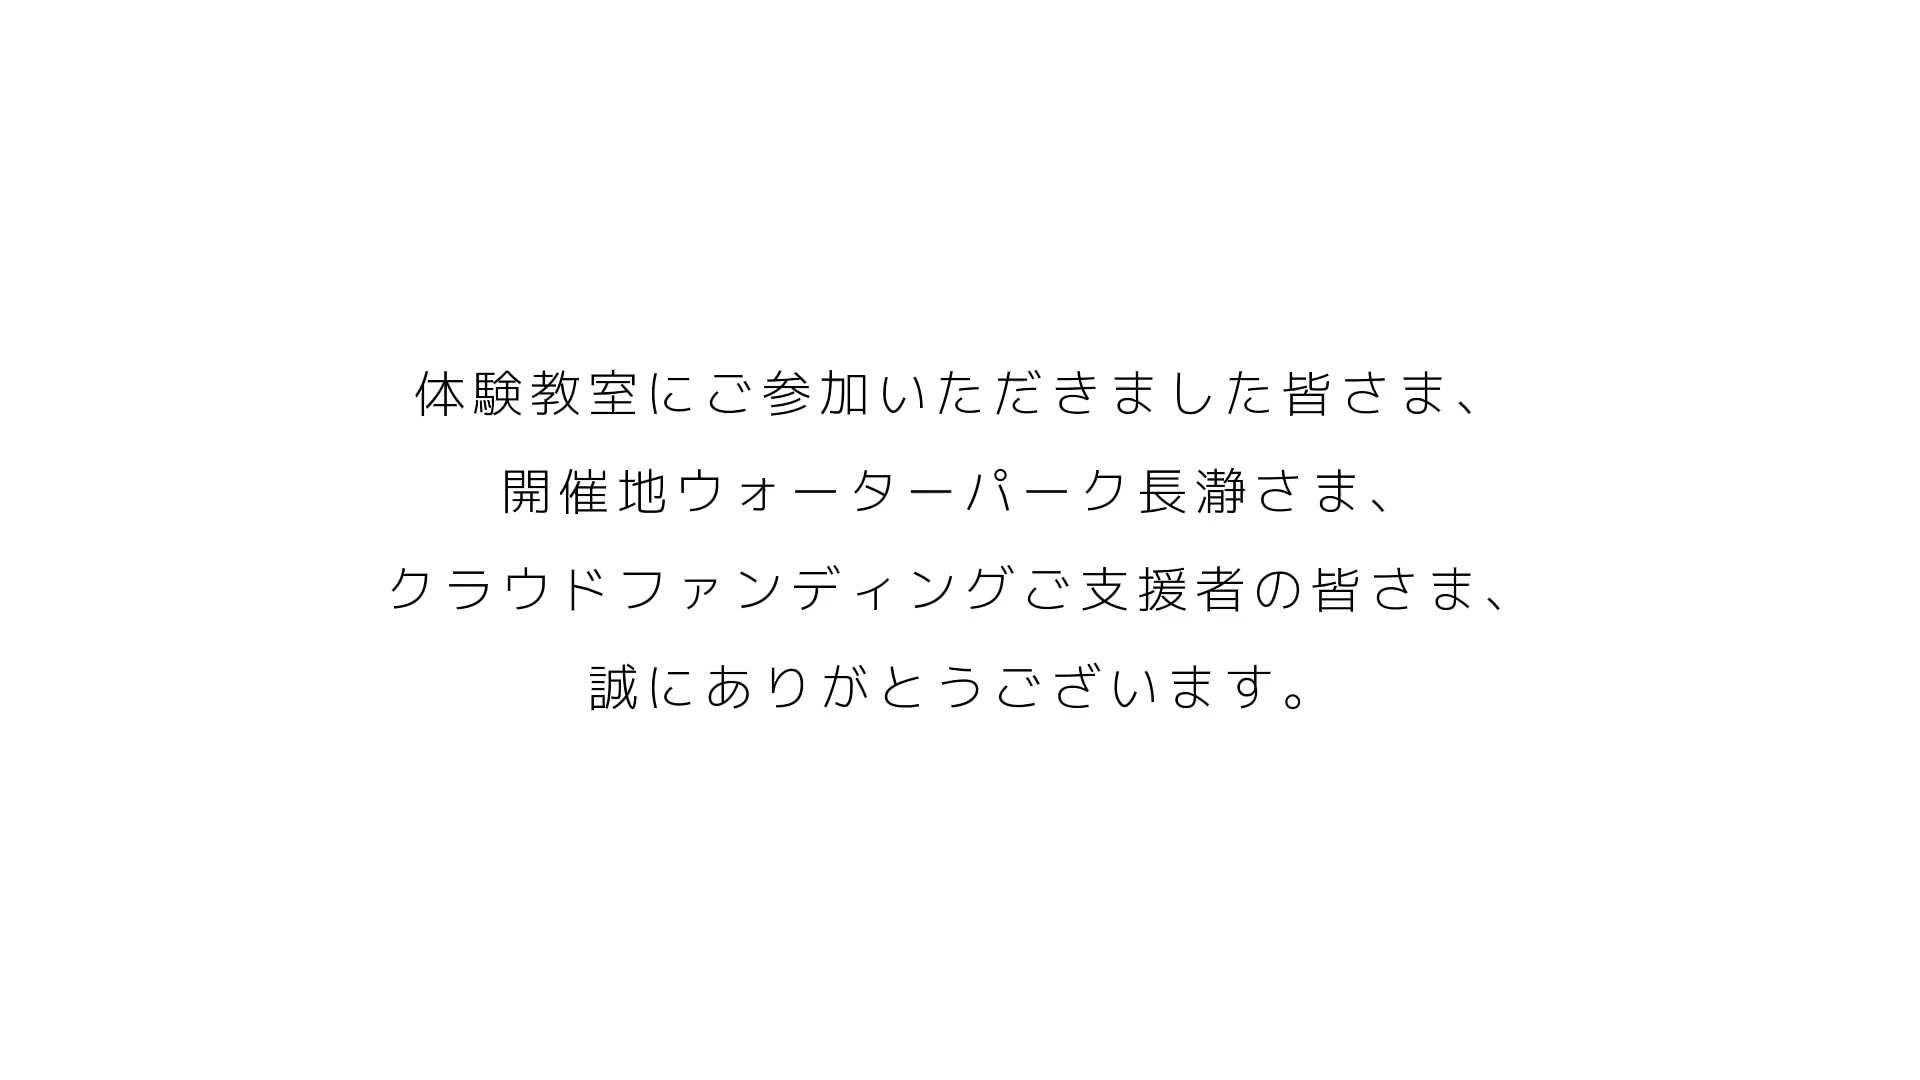 体験教室にご参加いただきました皆さま、
開催地ウォーターパーク長瀞さま、
クラウドファンディングご支援者の皆さま、
誠にありがとうございます。